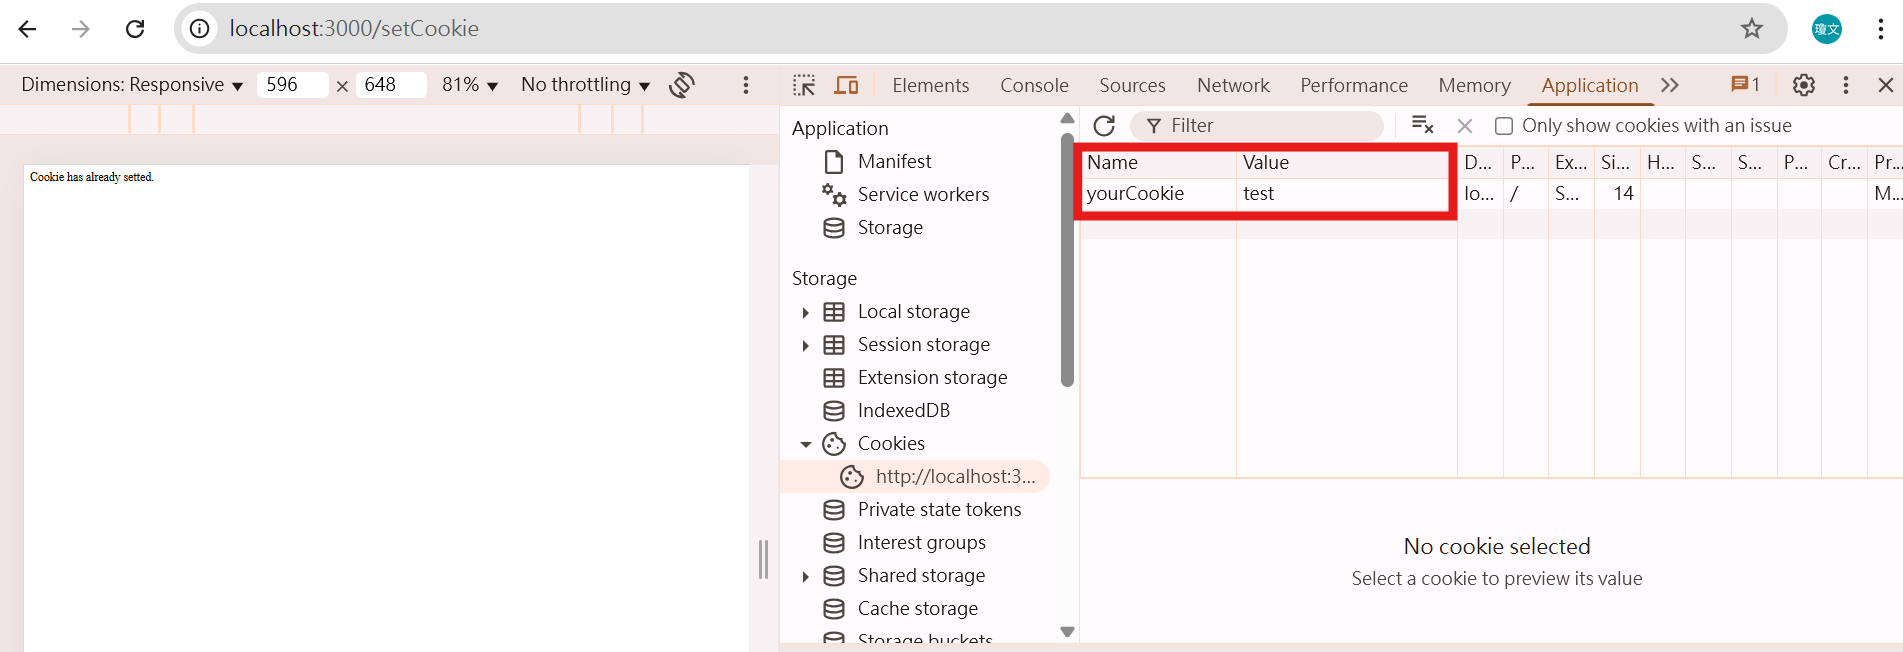 localhost:3000/setCookie
瓊文
Dimensions: Responsive 596 × 648 81% No throttling
Elements Console Sources Network Performance Memory Application 1
Cookie has already setted.
Application
Manifest
Service workers
Storage
Storage
Local storage
Session storage
Extension storage
IndexedDB
Cookies
http://localhost:3...
Private state tokens
Interest groups
Shared storage
Cache storage
Storage buckets
Filter Only show cookies with an issue
Name Value D... P... Ex... Si... H... S... S... P... Cr... Pr...
yourCookie test lo... / S... 14 M...
No cookie selected
Select a cookie to preview its value